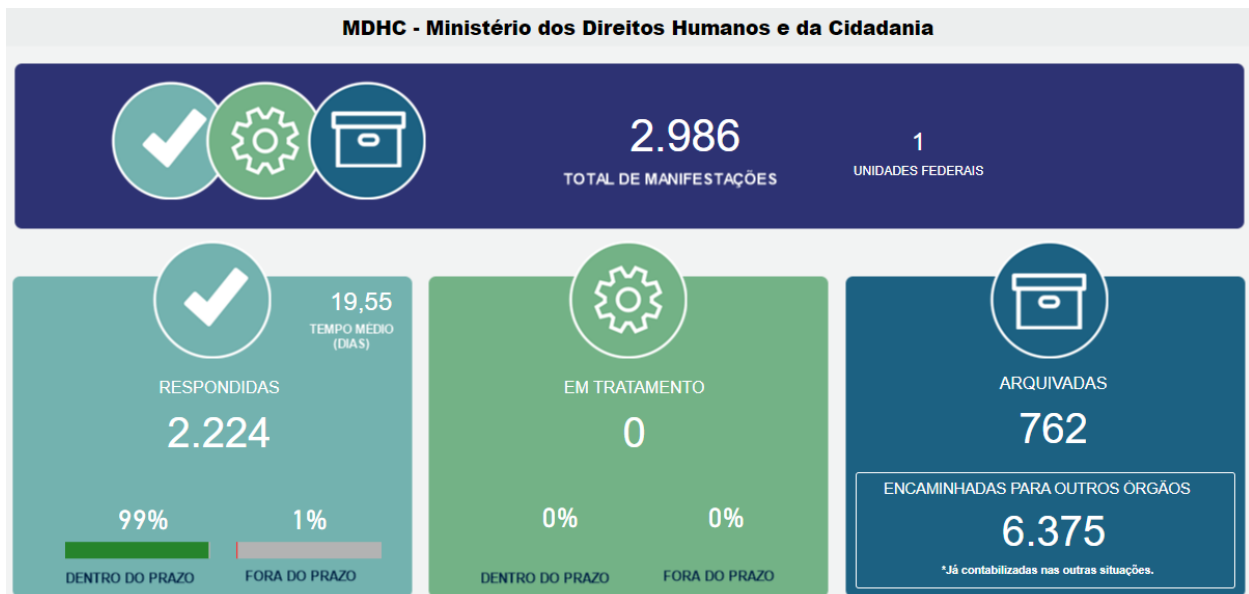 MDHC - Ministério dos Direitos Humanos e da Cidadania
2.986
TOTAL DE MANIFESTAÇÕES
1
UNIDADES FEDERAIS
19,55
TEMPO MÉDIO
(DIAS)
RESPONDIDAS
2.224
99%
1%
DENTRO DO PRAZO
FORA DO PRAZO
EM TRATAMENTO
0
0%
0%
DENTRO DO PRAZO
FORA DO PRAZO
ARQUIVADAS
762
ENCAMINHADAS PARA OUTROS ÓRGÃOS
6.375
*Já contabilizadas nas outras situações.